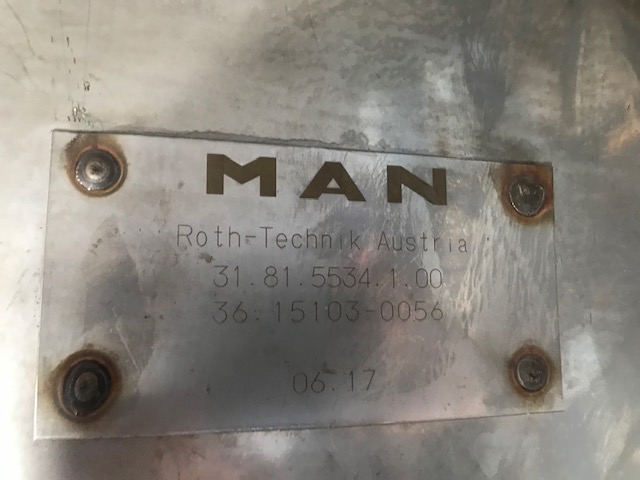 MAN
Roth-Technik Austria
31.81.5534.1.00
36.15103-0056
06.17